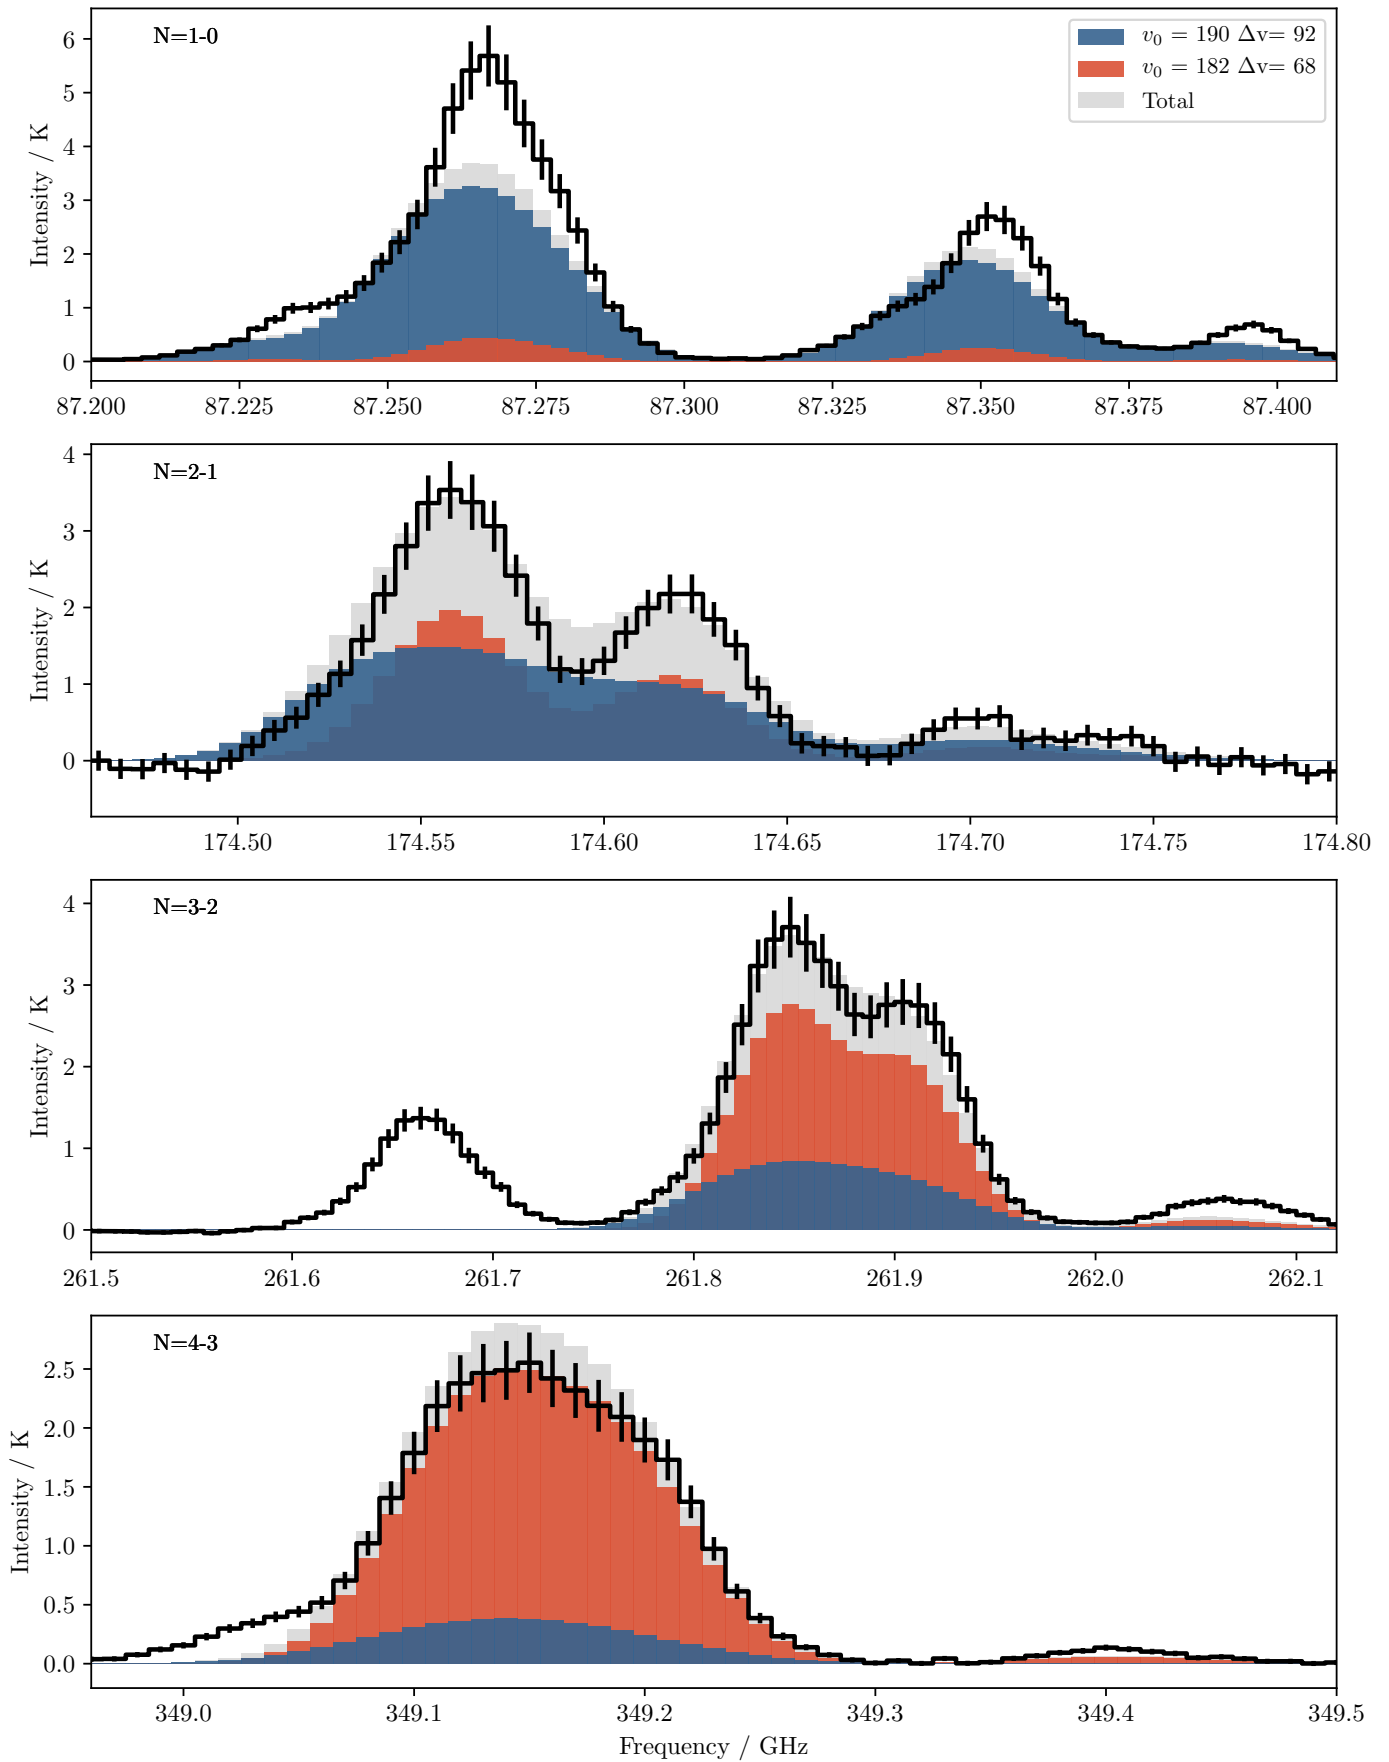 N=1-0
v₀ = 190 Δv= 92
v₀ = 182 Δv= 68
Total
Intensity / K
6
5
4
3
2
1
0
87.200 87.225 87.250 87.275 87.300 87.325 87.350 87.375 87.400
N=2-1
Intensity / K
4
3
2
1
0
174.50 174.55 174.60 174.65 174.70 174.75 174.80
N=3-2
Intensity / K
4
3
2
1
0
261.5 261.6 261.7 261.8 261.9 262.0 262.1
N=4-3
Intensity / K
2.5
2.0
1.5
1.0
0.5
0.0
349.0 349.1 349.2 349.3 349.4 349.5
Frequency / GHz